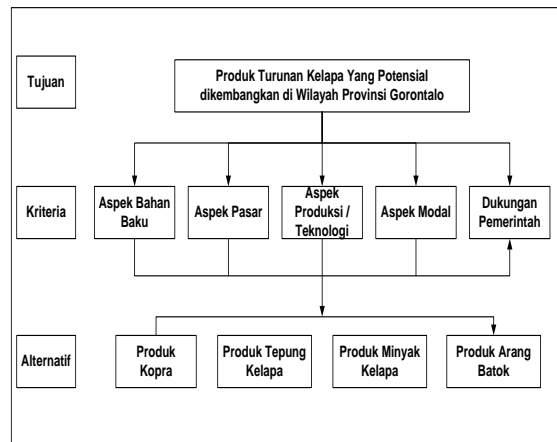 Tujuan
Produk Turunan Kelapa Yang Potensial
dikembangkan di Wilayah Provinsi Gorontalo
Kriteria
Aspek Bahan
Baku
Aspek Pasar
Aspek
Produksi /
Teknologi
Aspek Modal
Dukungan
Pemerintah
Alternatif
Produk
Kopra
Produk Tepung
Kelapa
Produk Minyak
Kelapa
Produk Arang
Batok